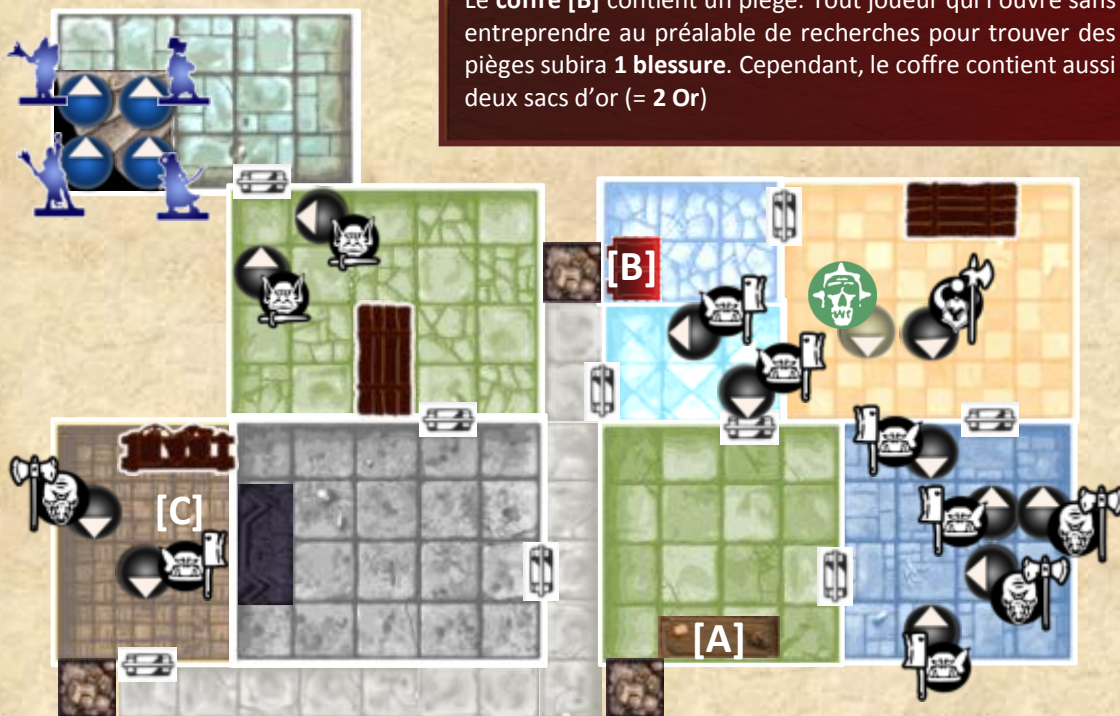 Le coffre [B] contient un piège. Tout joueur qui l'ouvre sans
entreprendre au préalable de recherches pour trouver des
pièges subira 1 blessure. Cependant, le coffre contient aussi
deux sacs d'or (= 2 Or)
[B]
[C]
[A]